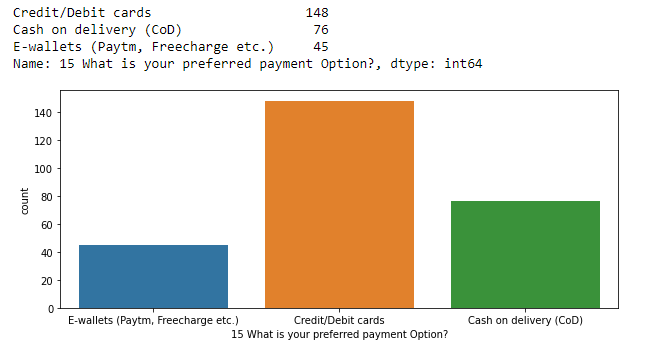 Credit/Debit cards 148
Cash on delivery (CoD) 76
E-wallets (Paytm, Freecharge etc.) 45
Name: 15 What is your preferred payment Option?, dtype: int64
140
120
100
80
60
40
20
0
count
E-wallets (Paytm, Freecharge etc.) Credit/Debit cards Cash on delivery (CoD)
15 What is your preferred payment Option?